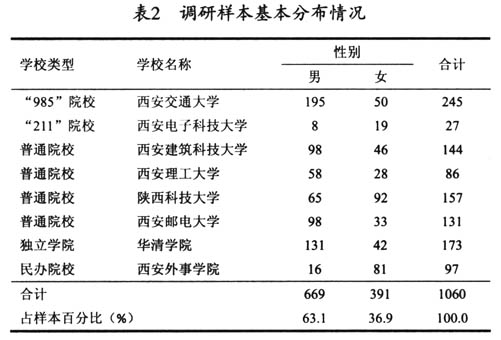 表2 调研样本基本分布情况
学校类型 学校名称 性别 合计
男 女
“985”院校 西安交通大学 195 50 245
“211”院校 西安电子科技大学 8 19 27
普通院校 西安建筑科技大学 98 46 144
普通院校 西安理工大学 58 28 86
普通院校 陕西科技大学 65 92 157
普通院校 西安邮电大学 98 33 131
独立学院 华清学院 131 42 173
民办院校 西安外事学院 16 81 97
合计 669 391 1060
占样本百分比（%） 63.1 36.9 100.0